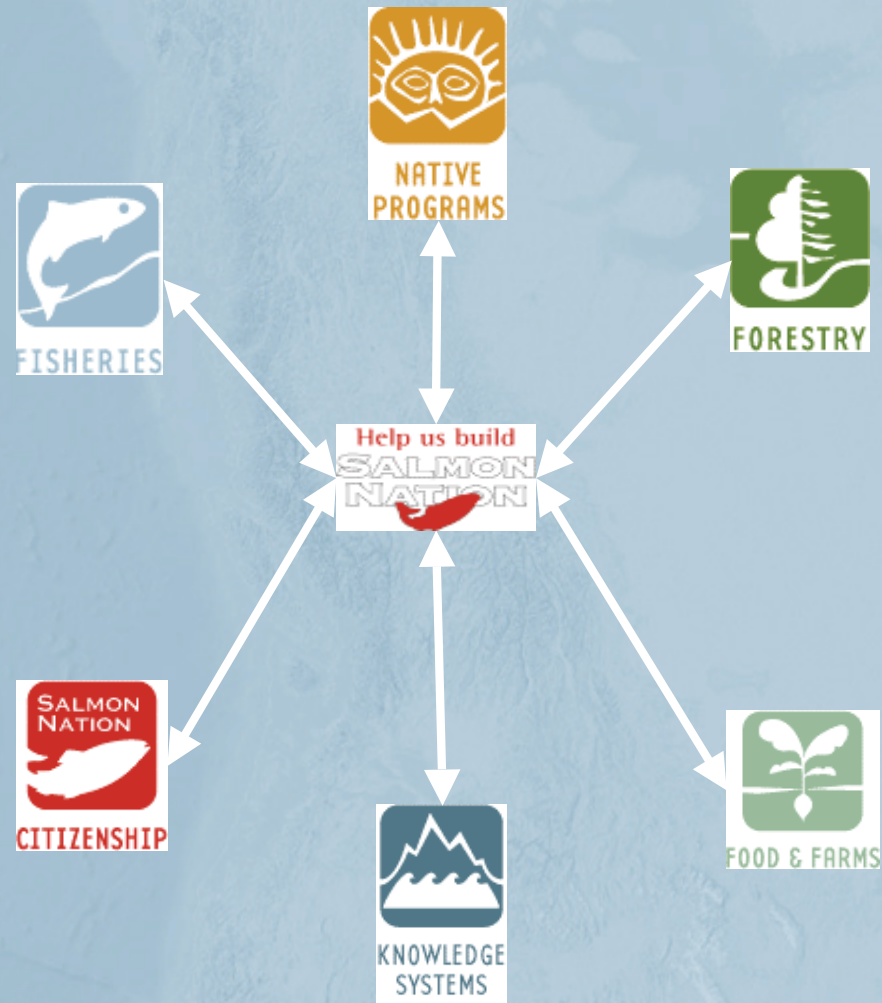 NATIVE
PROGRAMS
FISHERIES
FORESTRY
Help us build
SALMON
NATION
SALMON
NATION
CITIZENSHIP
FOOD & FARMS
KNOWLEDGE
SYSTEMS